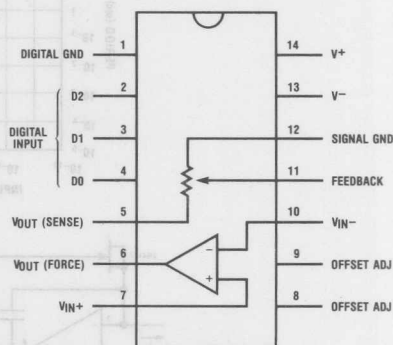 DIGITAL GND 1
D2 2
DIGITAL INPUT
D1 3
D0 4
VOUT (SENSE) 5
VOUT (FORCE) 6
VIN+ 7
14 V+
13 V−
12 SIGNAL GND
11 FEEDBACK
10 VIN−
9 OFFSET ADJ
8 OFFSET ADJ
−
+